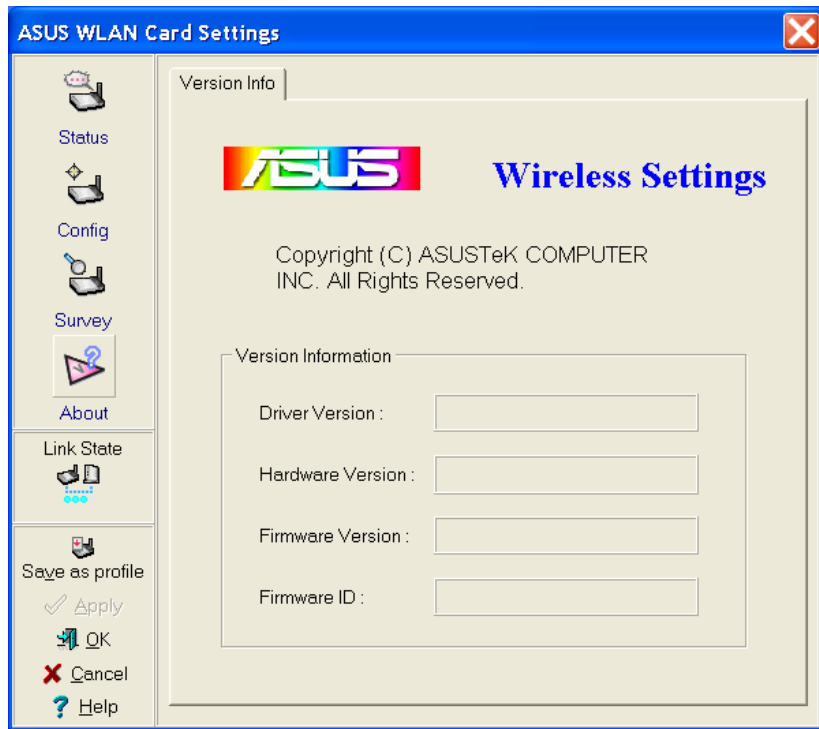 ASUS WLAN Card Settings
Status
Config
Survey
About
Link State
Save as profile
Apply
OK
Cancel
Help
Version Info
ASUS
Wireless Settings
Copyright (C) ASUSTeK COMPUTER
INC. All Rights Reserved.
Version Information
Driver Version :
Hardware Version :
Firmware Version :
Firmware ID :